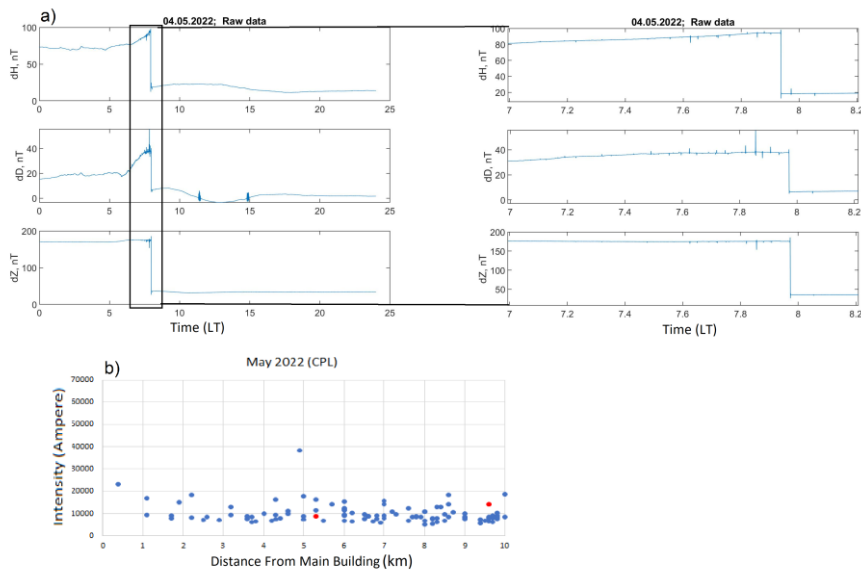 a)
04.05.2022; Raw data
dH, nT
100
50
0
0 5 10 15 20 25
dD, nT
40
20
0
0 5 10 15 20 25
dZ, nT
200
100
0
0 5 10 15 20 25
Time (LT)
04.05.2022; Raw data
dH, nT
100
80
60
40
20
7 7.2 7.4 7.6 7.8 8 8.2
dD, nT
40
20
0
7 7.2 7.4 7.6 7.8 8 8.2
dZ, nT
200
150
100
50
7 7.2 7.4 7.6 7.8 8 8.2
Time (LT)
b)
May 2022 (CPL)
Intensity (Ampere)
70000
60000
50000
40000
30000
20000
10000
0
0 1 2 3 4 5 6 7 8 9 10
Distance From Main Building (km)